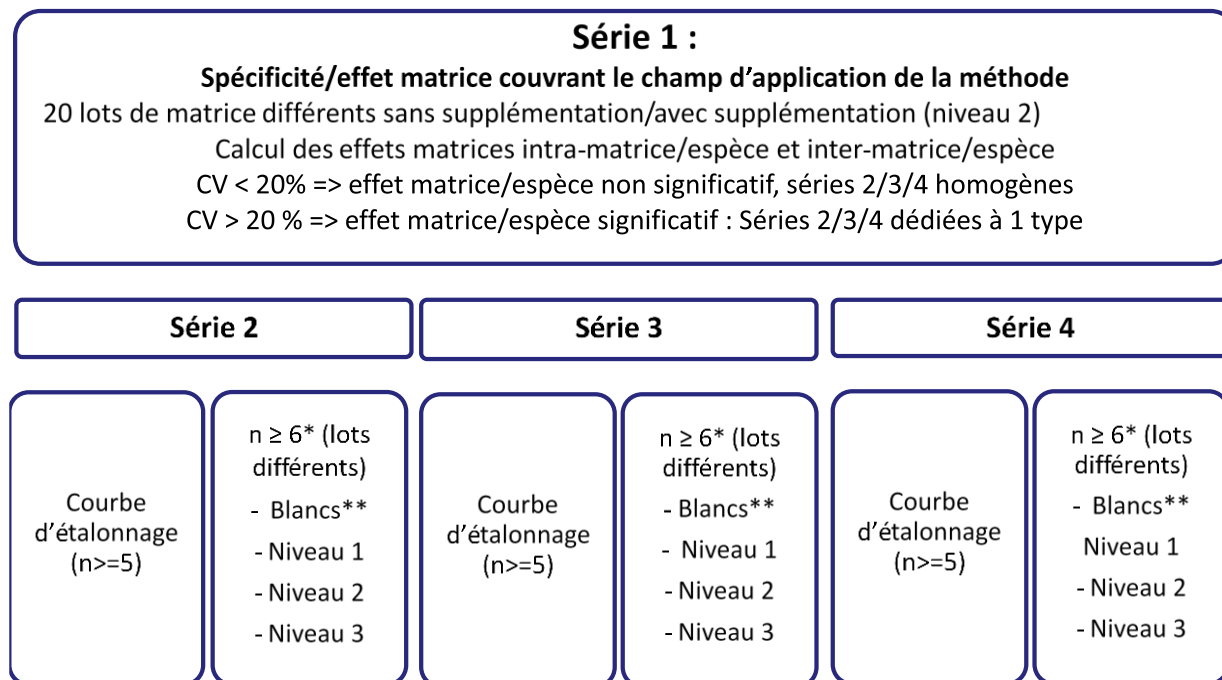 Série 1 :
Spécificité/effet matrice couvrant le champ d'application de la méthode
20 lots de matrice différents sans supplémentation/avec supplémentation (niveau 2)
Calcul des effets matrices intra-matrice/espèce et inter-matrice/espèce
CV < 20% => effet matrice/espèce non significatif, séries 2/3/4 homogènes
CV > 20 % => effet matrice/espèce significatif : Séries 2/3/4 dédiées à 1 type
Série 2
Série 3
Série 4
Courbe
d'étalonnage
(n>=5)
n ≥ 6* (lots
différents)
- Blancs**
- Niveau 1
- Niveau 2
- Niveau 3
Courbe
d'étalonnage
(n>=5)
n ≥ 6* (lots
différents)
- Blancs**
- Niveau 1
- Niveau 2
- Niveau 3
Courbe
d'étalonnage
(n>=5)
n ≥ 6* (lots
différents)
- Blancs**
Niveau 1
- Niveau 2
- Niveau 3